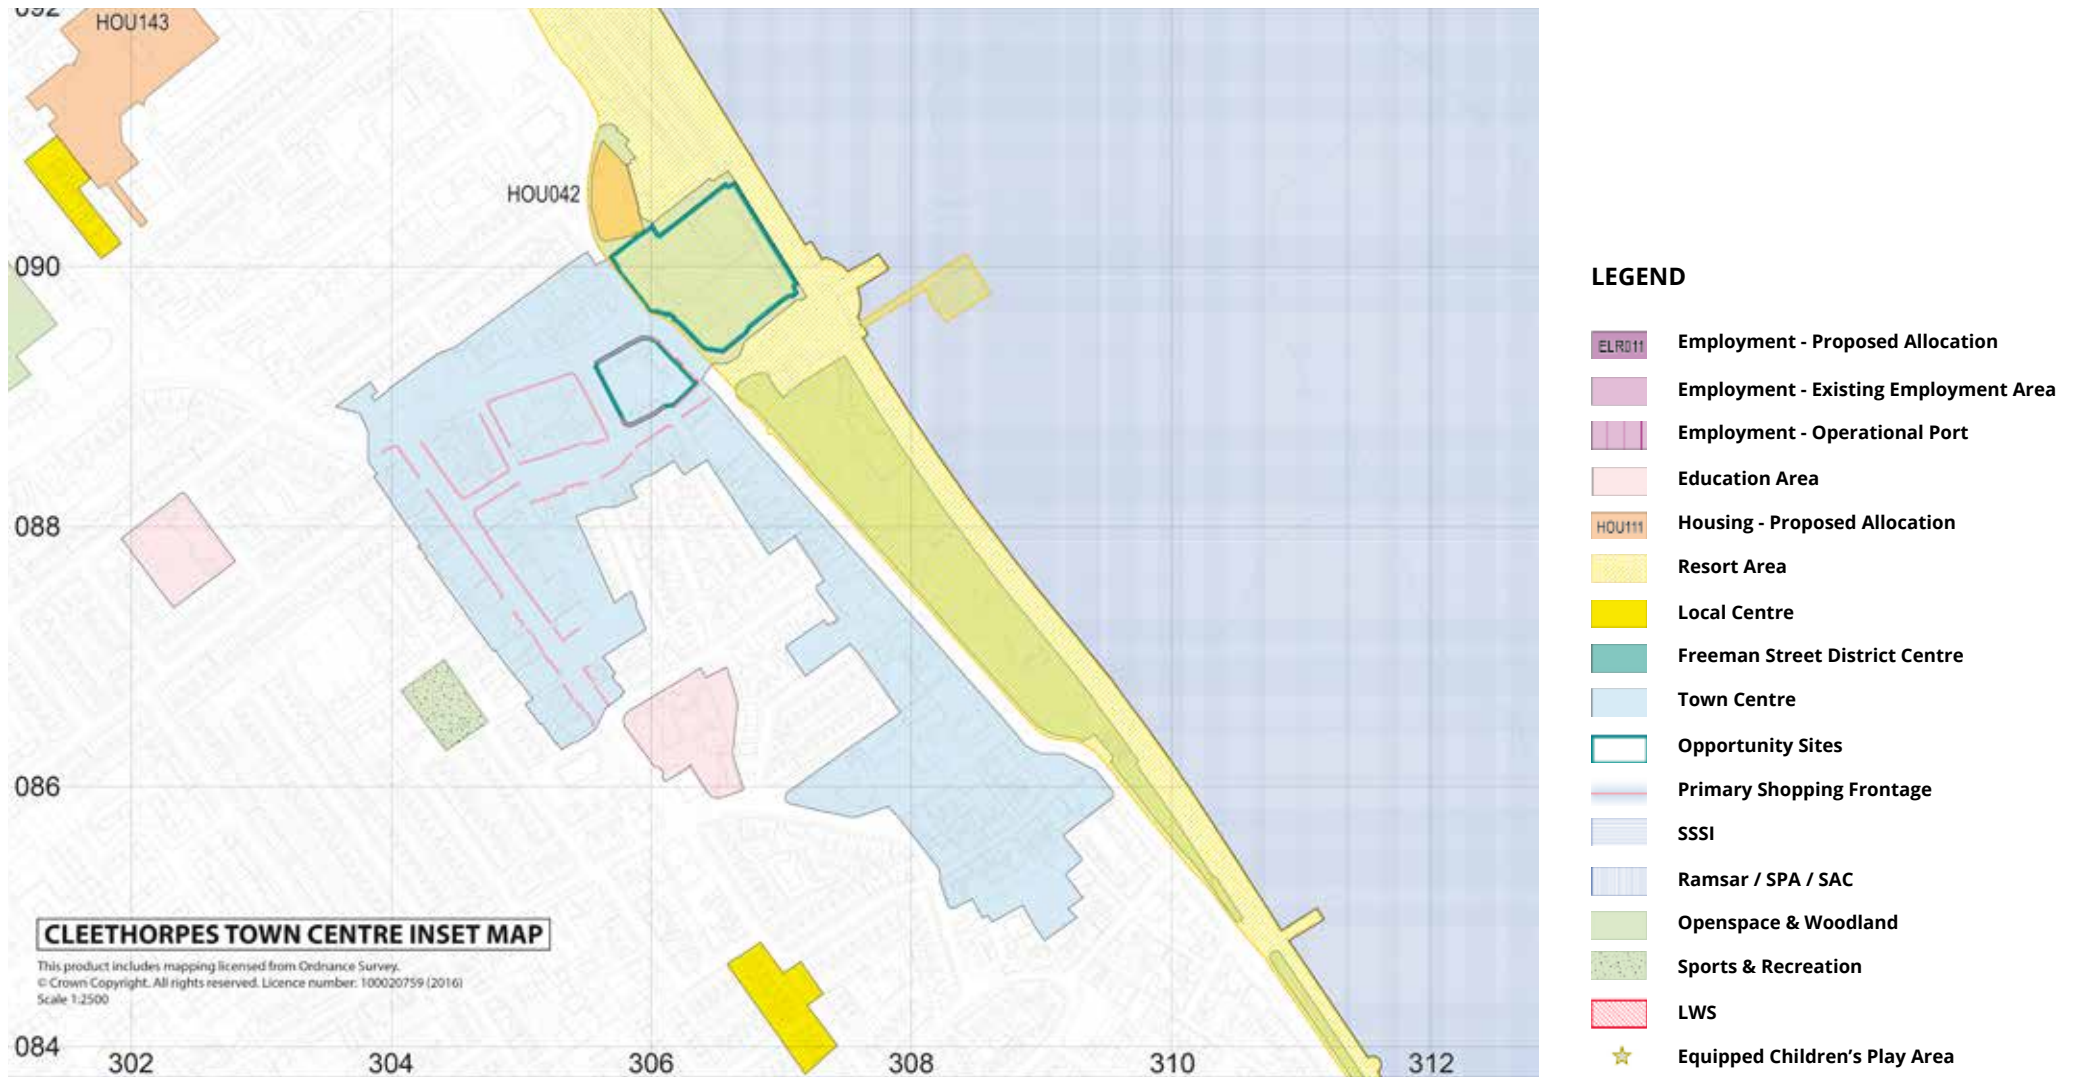 092
HOU143
HOU042
090
088
086
084
302
304
306
308
310
312
CLEETHORPES TOWN CENTRE INSET MAP
This product includes mapping licensed from Ordnance Survey.
© Crown Copyright. All rights reserved. Licence number: 100020759 (2016)
Scale 1:2500
LEGEND
ELR011 Employment - Proposed Allocation
Employment - Existing Employment Area
Employment - Operational Port
Education Area
HOU111 Housing - Proposed Allocation
Resort Area
Local Centre
Freeman Street District Centre
Town Centre
Opportunity Sites
Primary Shopping Frontage
SSSI
Ramsar / SPA / SAC
Openspace & Woodland
Sports & Recreation
LWS
Equipped Children’s Play Area